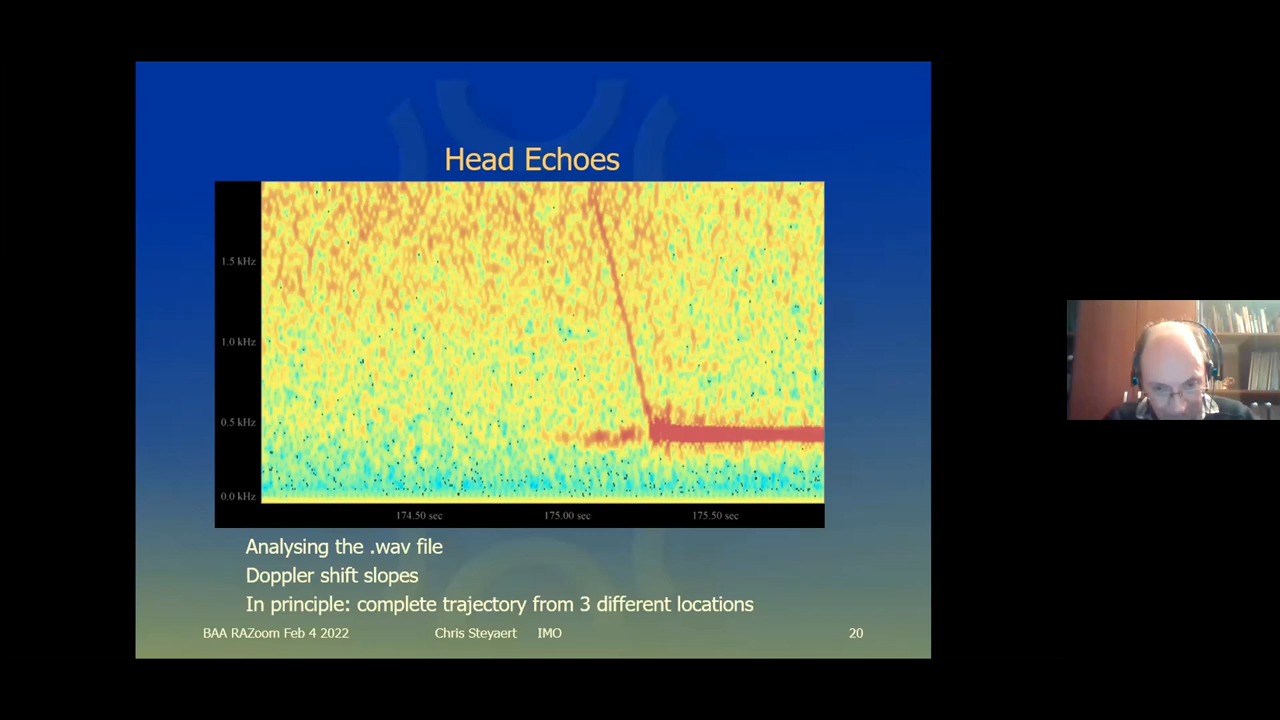 Head Echoes
1.5 kHz
1.0 kHz
0.5 kHz
0.0 kHz
174.50 sec 175.00 sec 175.50 sec
Analysing the .wav file
Doppler shift slopes
In principle: complete trajectory from 3 different locations
BAA RAZoom Feb 4 2022 Chris Steyaert IMO 20